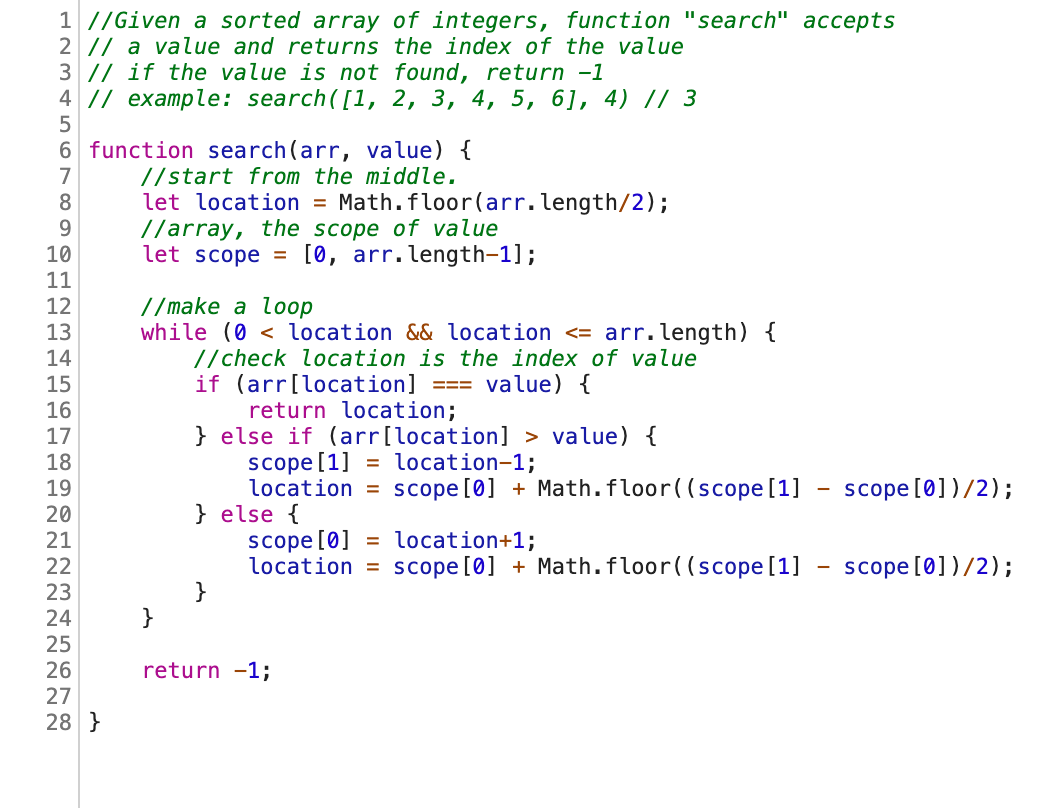 1 //Given a sorted array of integers, function "search" accepts
2 // a value and returns the index of the value
3 // if the value is not found, return -1
4 // example: search([1, 2, 3, 4, 5, 6], 4) // 3
5
6 function search(arr, value) {
7     //start from the middle.
8     let location = Math.floor(arr.length/2);
9     //array, the scope of value
10     let scope = [0, arr.length-1];
11
12     //make a loop
13     while (0 < location && location <= arr.length) {
14         //check location is the index of value
15         if (arr[location] === value) {
16             return location;
17         } else if (arr[location] > value) {
18             scope[1] = location-1;
19             location = scope[0] + Math.floor((scope[1] - scope[0])/2);
20         } else {
21             scope[0] = location+1;
22             location = scope[0] + Math.floor((scope[1] - scope[0])/2);
23         }
24     }
25
26     return -1;
27
28 }